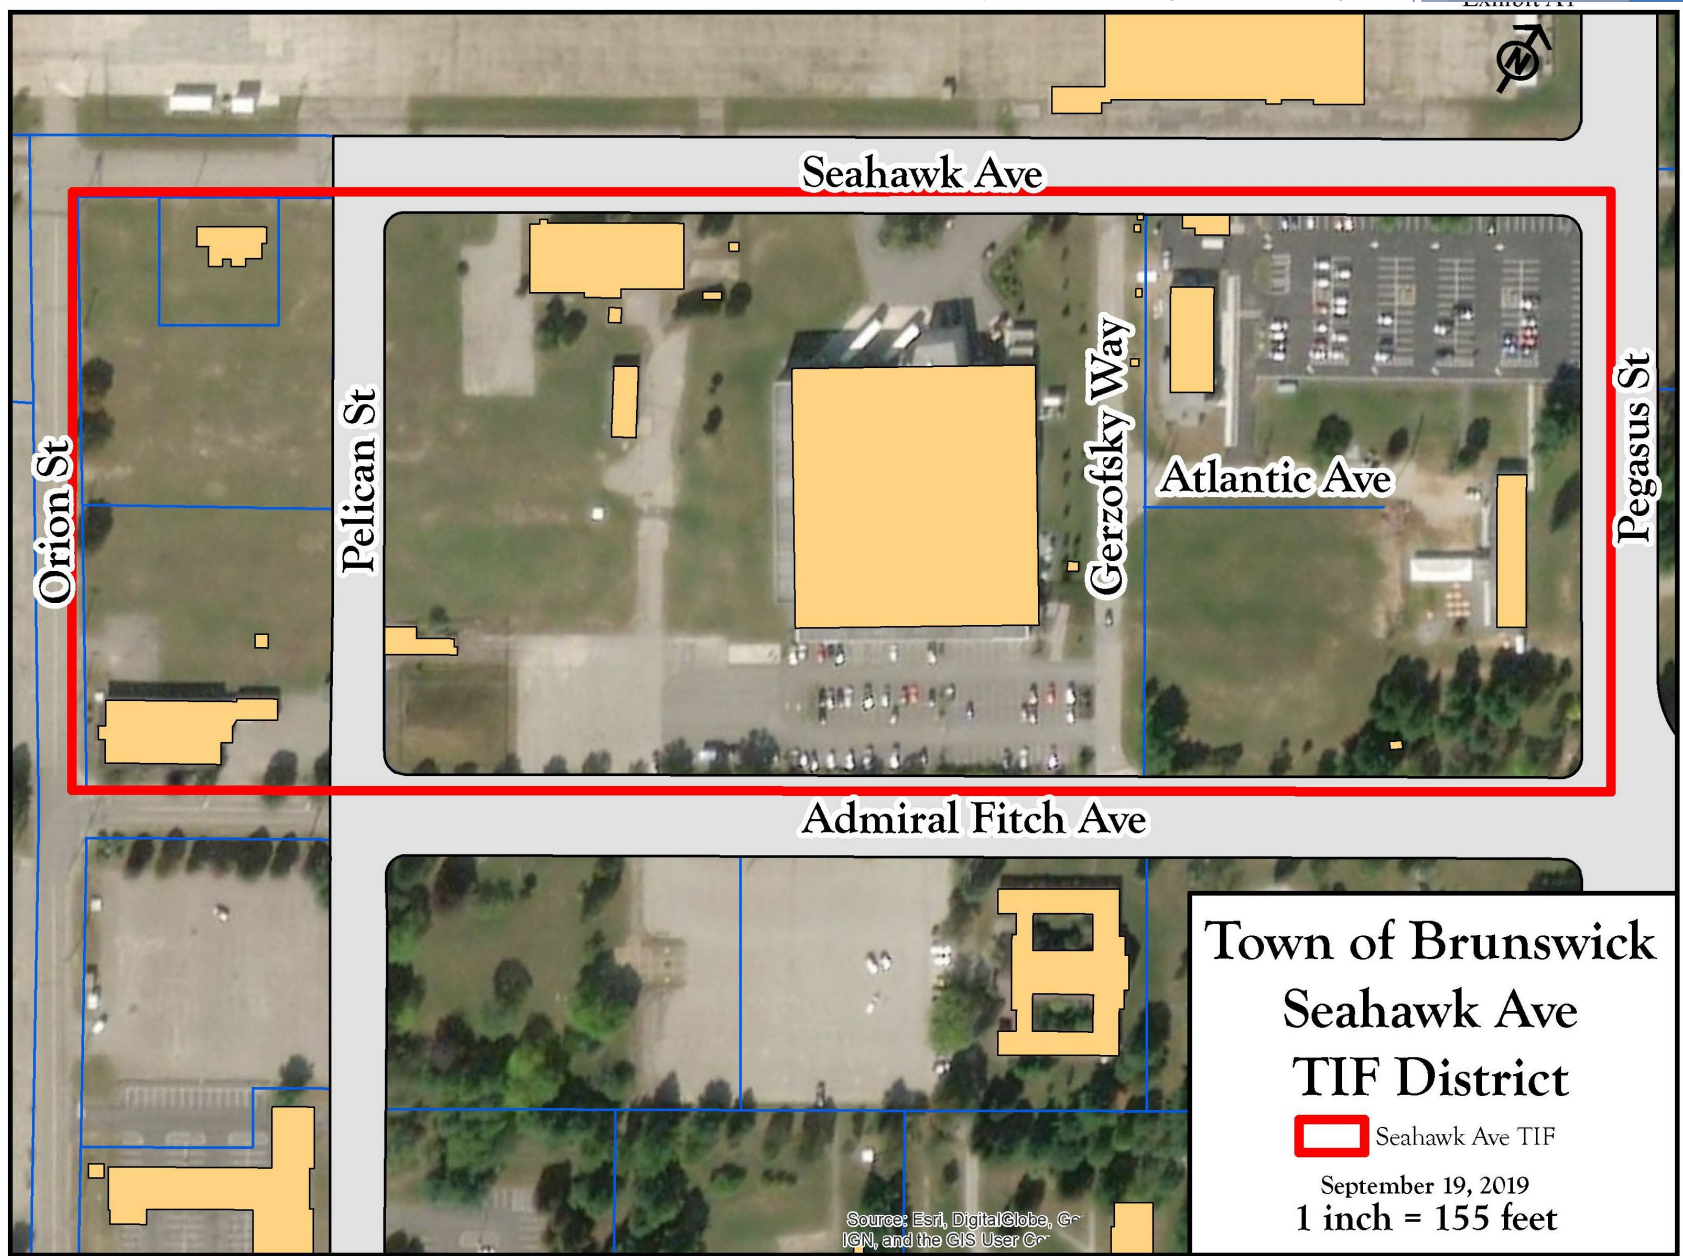 Exhibit A1
N
Seahawk Ave
Orion St
Pelican St
Gerzofsky Way
Atlantic Ave
Pegasus St
Admiral Fitch Ave
Town of Brunswick
Seahawk Ave
TIF District
Seahawk Ave TIF
September 19, 2019
1 inch = 155 feet
Source: Esri, DigitalGlobe,
IGN, and the GIS User